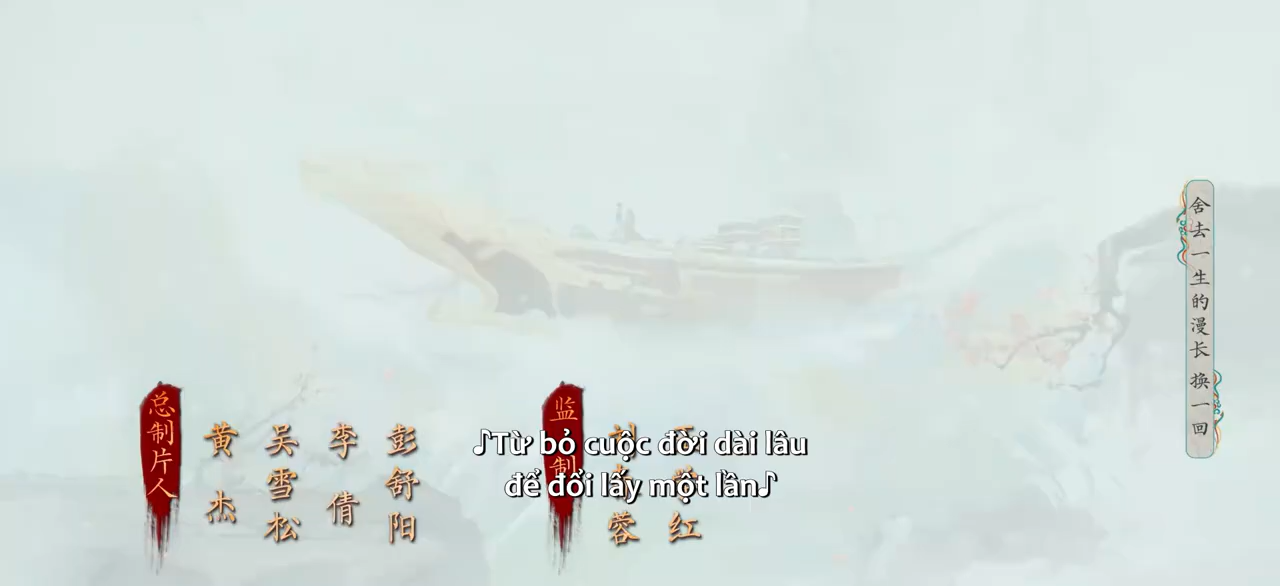 舍去一生的漫长 换一回
总制片人
黄杰
吴雪松
李倩
彭舒阳
监制
♪Từ bỏ cuộc đời dài lâu
để đổi lấy một lần♪